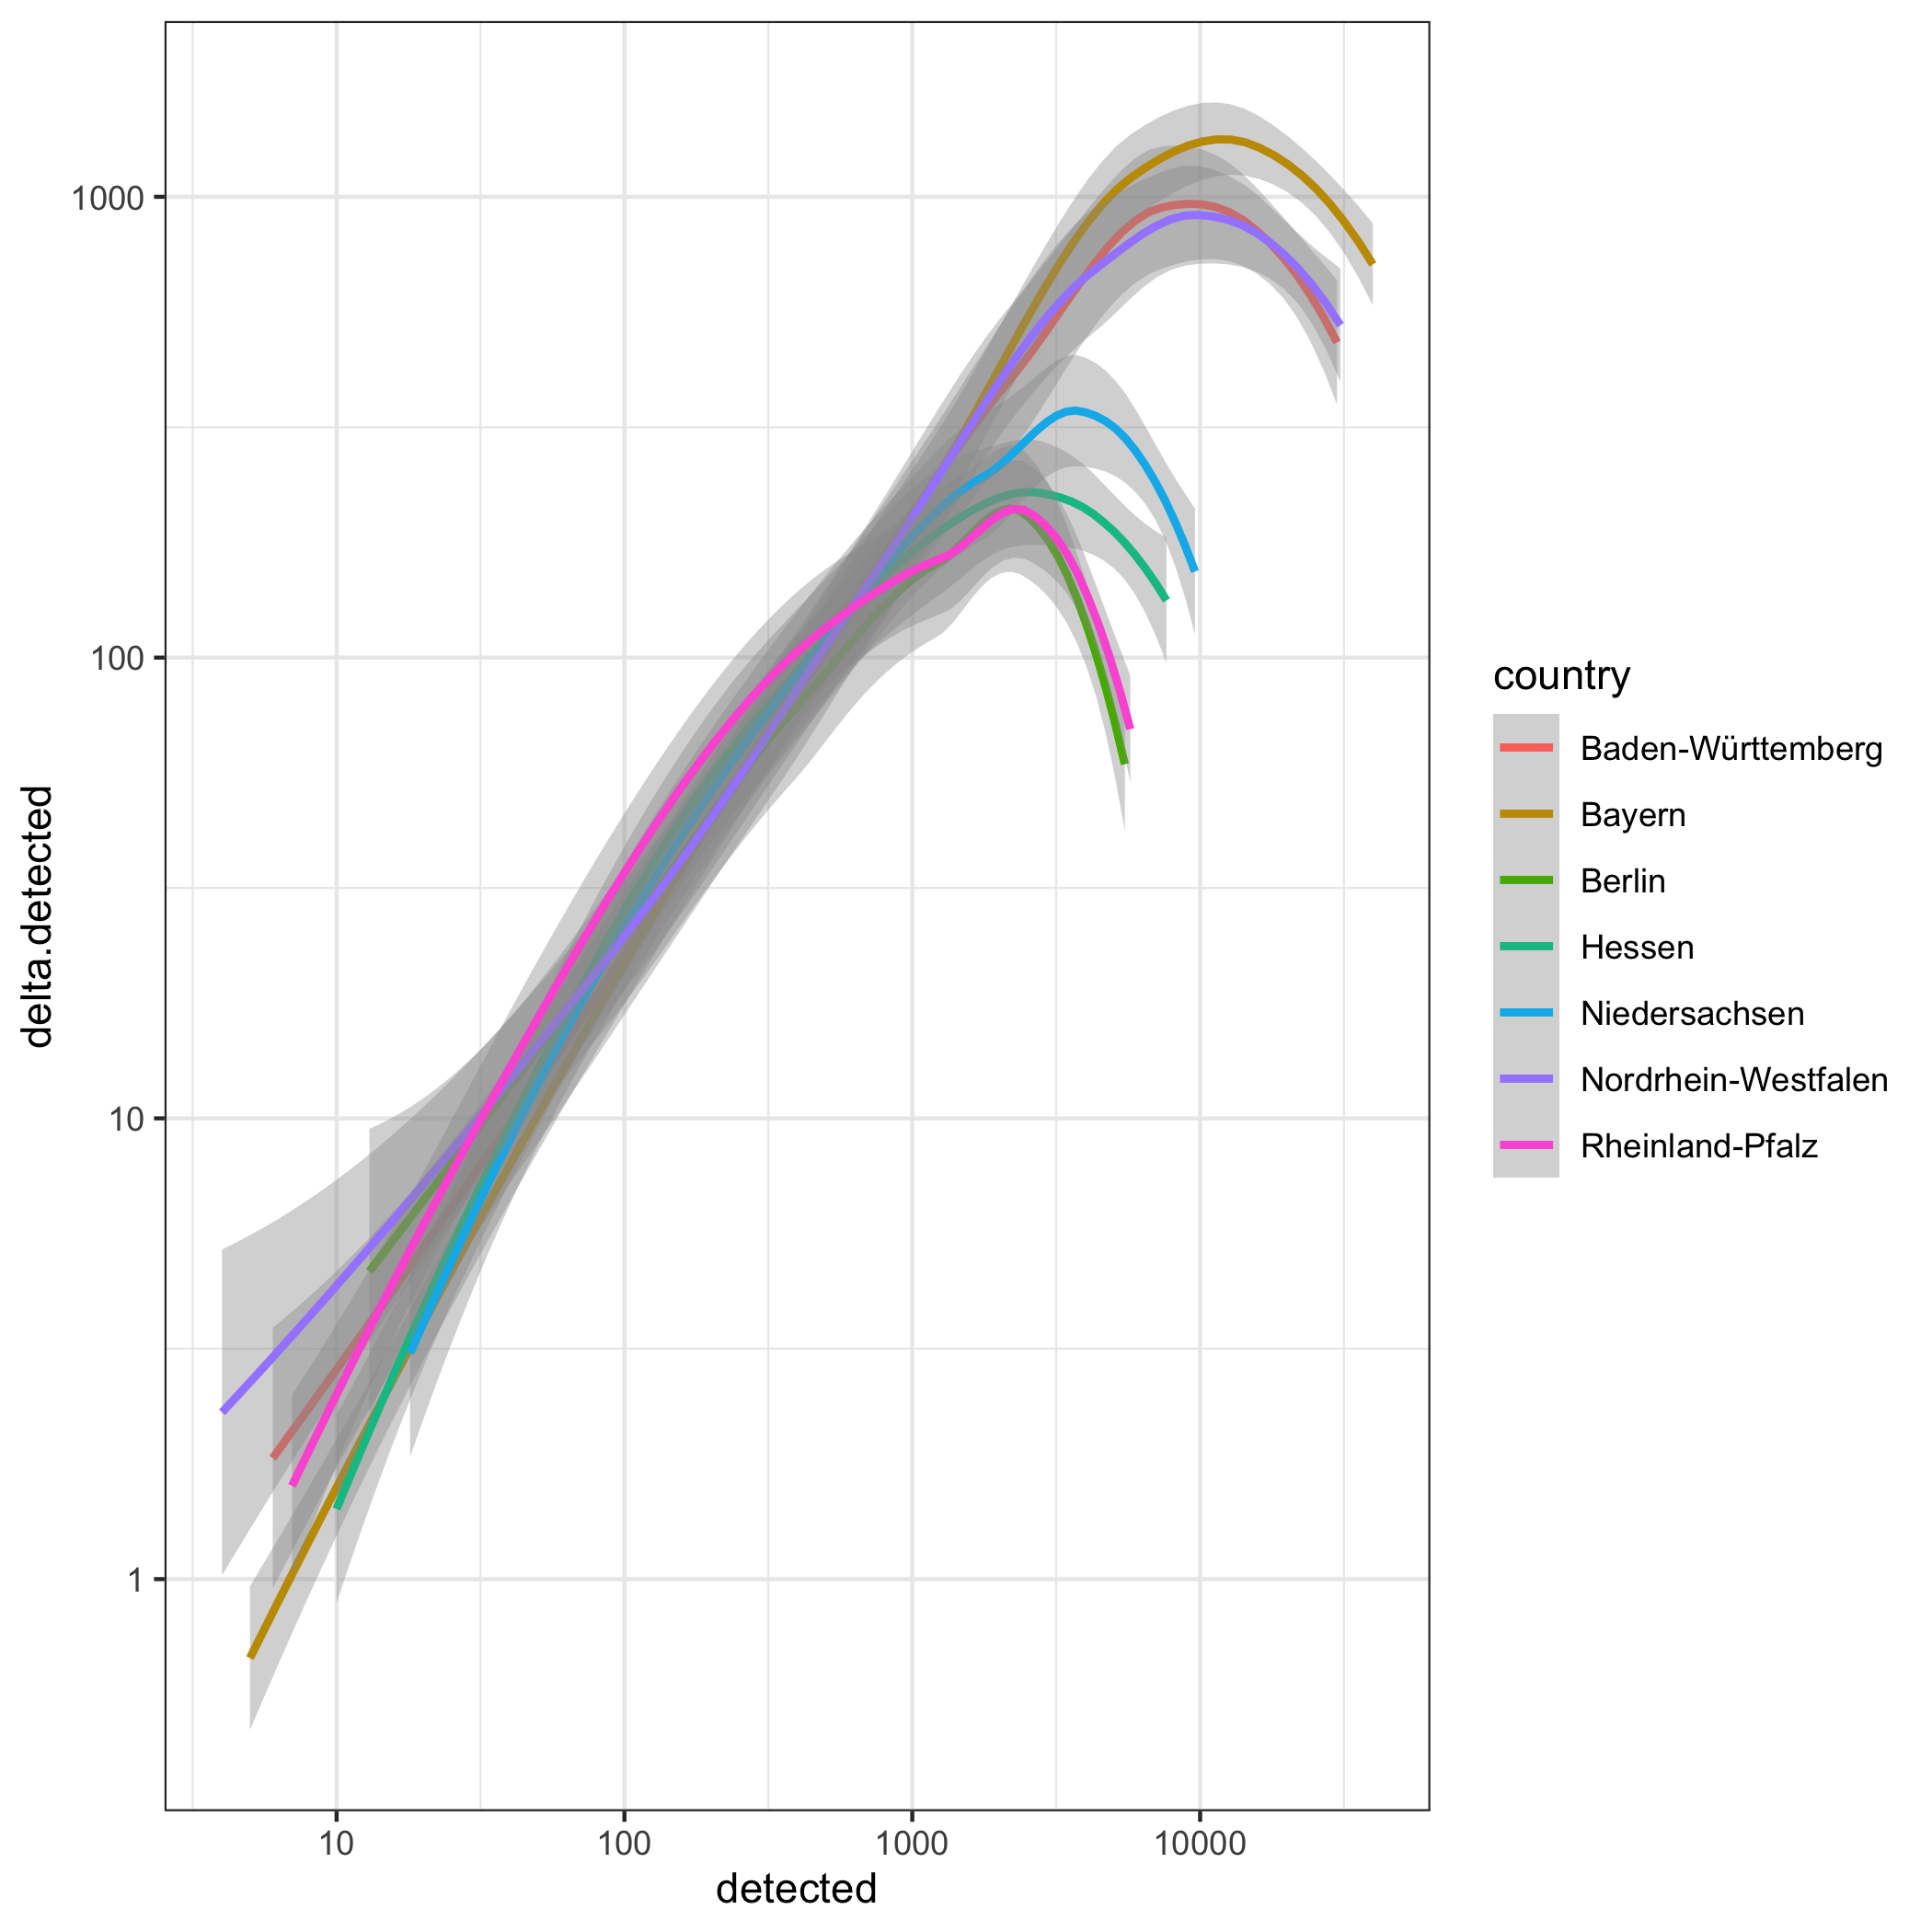 1000
100
10
1
delta.detected
10
100
1000
10000
detected
country
Baden-Württemberg
Bayern
Berlin
Hessen
Niedersachsen
Nordrhein-Westfalen
Rheinland-Pfalz